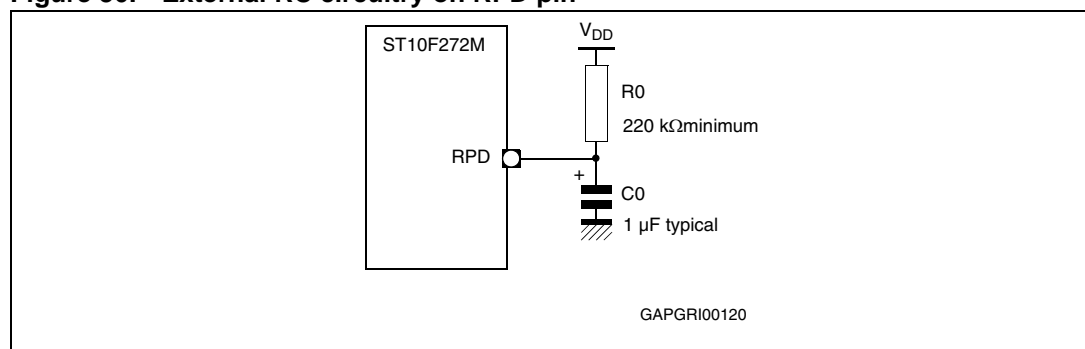 Figure 30. External RC circuitry on RPD pin
ST10F272M
VDD
R0
220 kΩminimum
RPD
+
C0
1 µF typical
GAPGRI00120